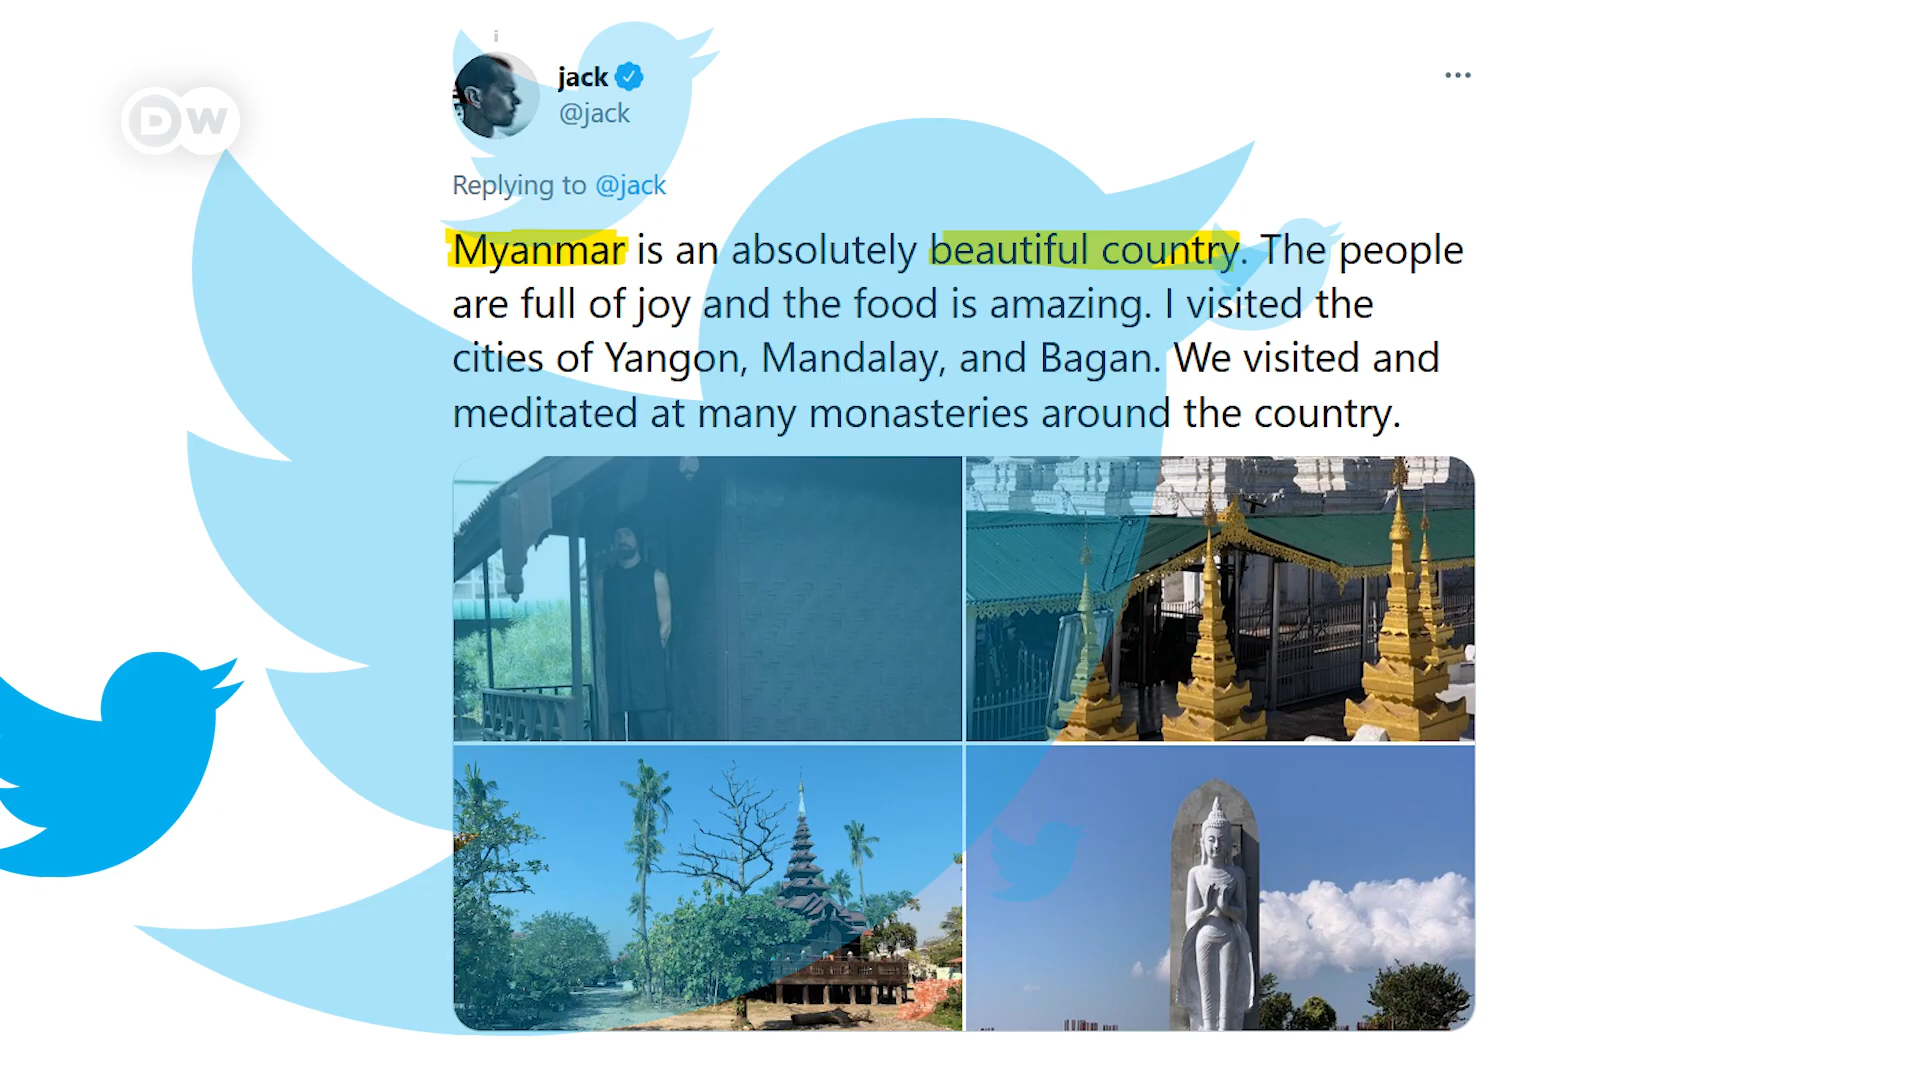 DW
jack
@jack
Replying to @jack
Myanmar is an absolutely beautiful country. The people
are full of joy and the food is amazing. I visited the
cities of Yangon, Mandalay, and Bagan. We visited and
meditated at many monasteries around the country.